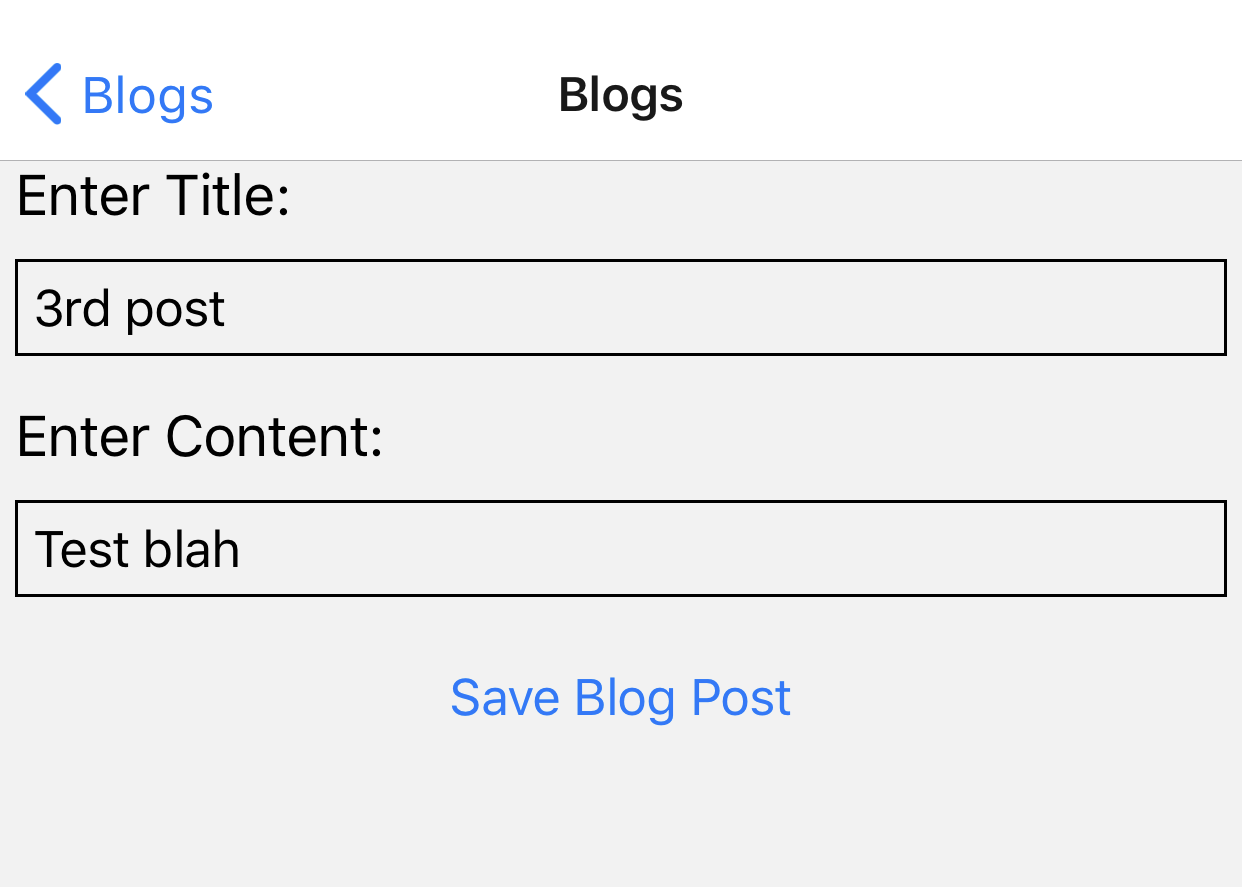 Blogs
Blogs
Enter Title:
3rd post
Enter Content:
Test blah
Save Blog Post